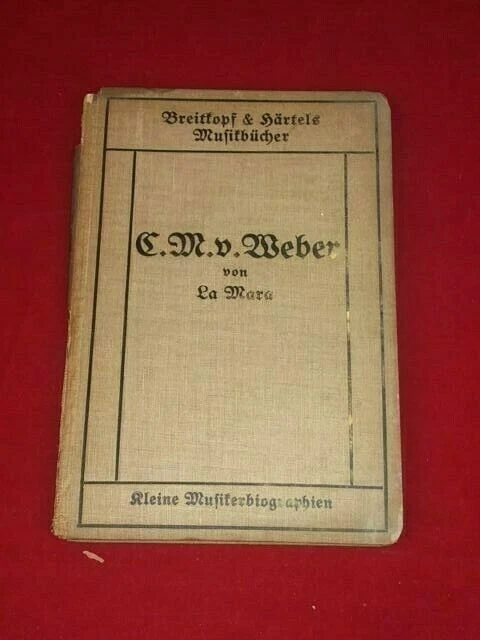 Breitkopf & Härtels
Musikbücher
C. M. v. Weber
von
La Mara
Kleine Musikerbiographien